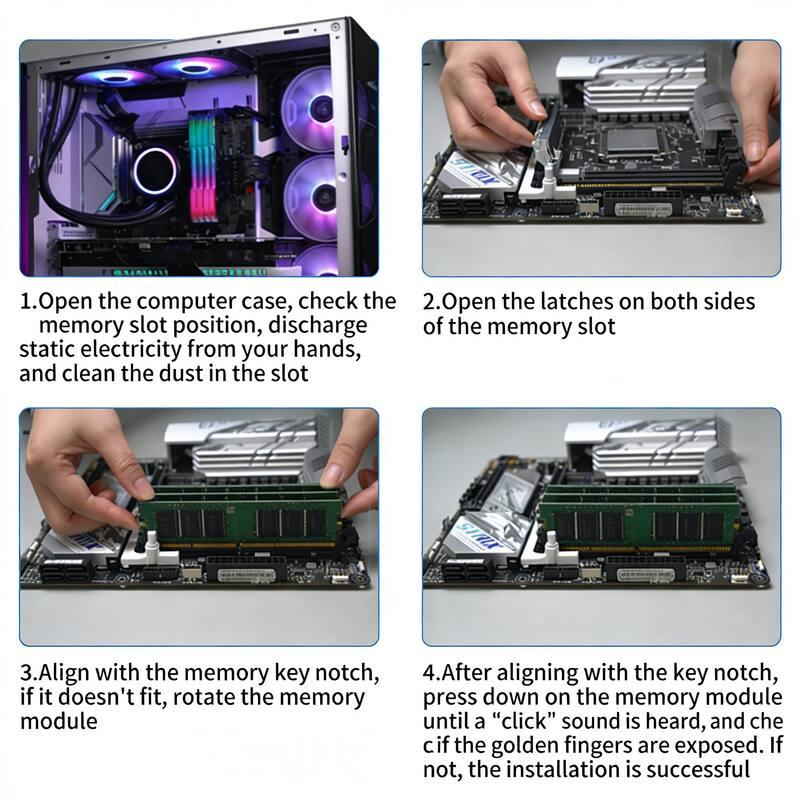 1.Open the computer case, check the
memory slot position, discharge
static electricity from your hands,
and clean the dust in the slot
2.Open the latches on both sides
of the memory slot
3.Align with the memory key notch,
if it doesn't fit, rotate the memory
module
4.After aligning with the key notch,
press down on the memory module
until a “click” sound is heard, and che
c if the golden fingers are exposed. If
not, the installation is successful